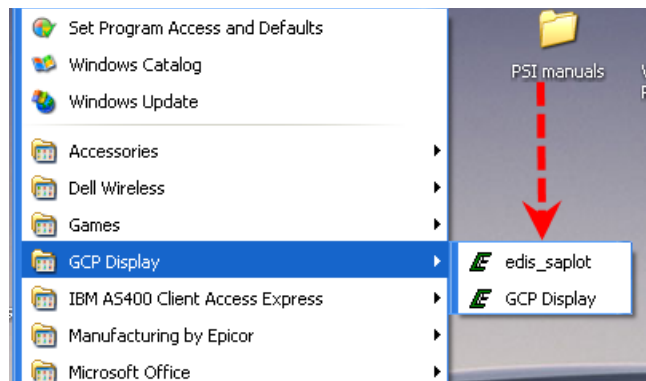 Set Program Access and Defaults
Windows Catalog
Windows Update
Accessories
Dell Wireless
Games
GCP Display
IBM AS400 Client Access Express
Manufacturing by Epicor
Microsoft Office
PSI manuals
edis_saplot
GCP Display